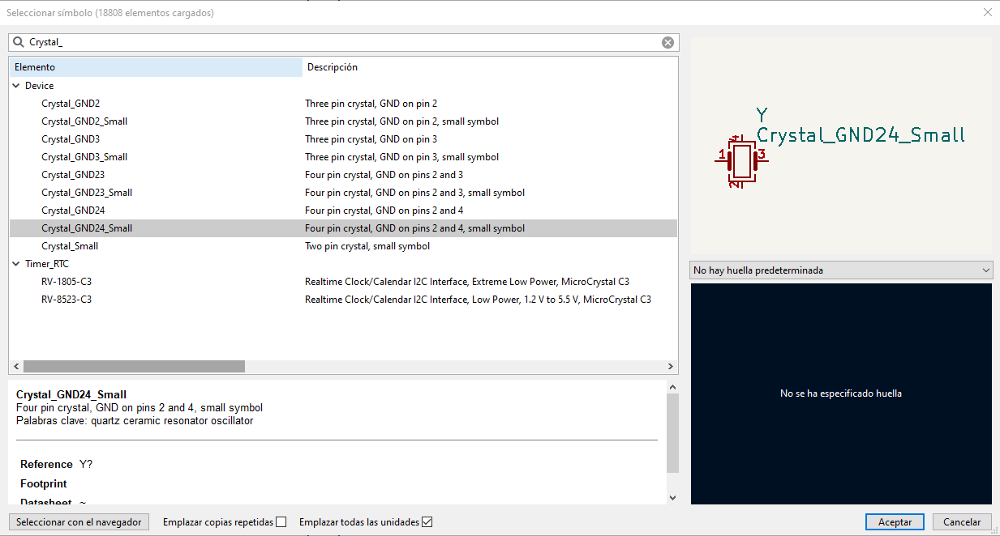 Seleccionar símbolo (18808 elementos cargados)
Crystal_
Elemento Descripción
Device
Crystal_GND2 Three pin crystal, GND on pin 2
Crystal_GND2_Small Three pin crystal, GND on pin 2, small symbol
Crystal_GND3 Three pin crystal, GND on pin 3
Crystal_GND3_Small Three pin crystal, GND on pin 3, small symbol
Crystal_GND23 Four pin crystal, GND on pins 2 and 3
Crystal_GND23_Small Four pin crystal, GND on pins 2 and 3, small symbol
Crystal_GND24 Four pin crystal, GND on pins 2 and 4
Crystal_GND24_Small Four pin crystal, GND on pins 2 and 4, small symbol
Crystal_Small Two pin crystal, small symbol
Timer_RTC
RV-1805-C3 Realtime Clock/Calendar I2C Interface, Extreme Low Power, MicroCrystal C3
RV-8523-C3 Realtime Clock/Calendar I2C Interface, Low Power, 1.2 V to 5.5 V, MicroCrystal C3
Crystal_GND24_Small
Four pin crystal, GND on pins 2 and 4, small symbol
Palabras clave: quartz ceramic resonator oscillator
Reference Y?
Footprint
Datasheet ~
Y
Crystal_GND24_Small
4
1 3
2
No hay huella predeterminada
No se ha especificado huella
Seleccionar con el navegador Emplazar copias repetidas Emplazar todas las unidades Aceptar Cancelar